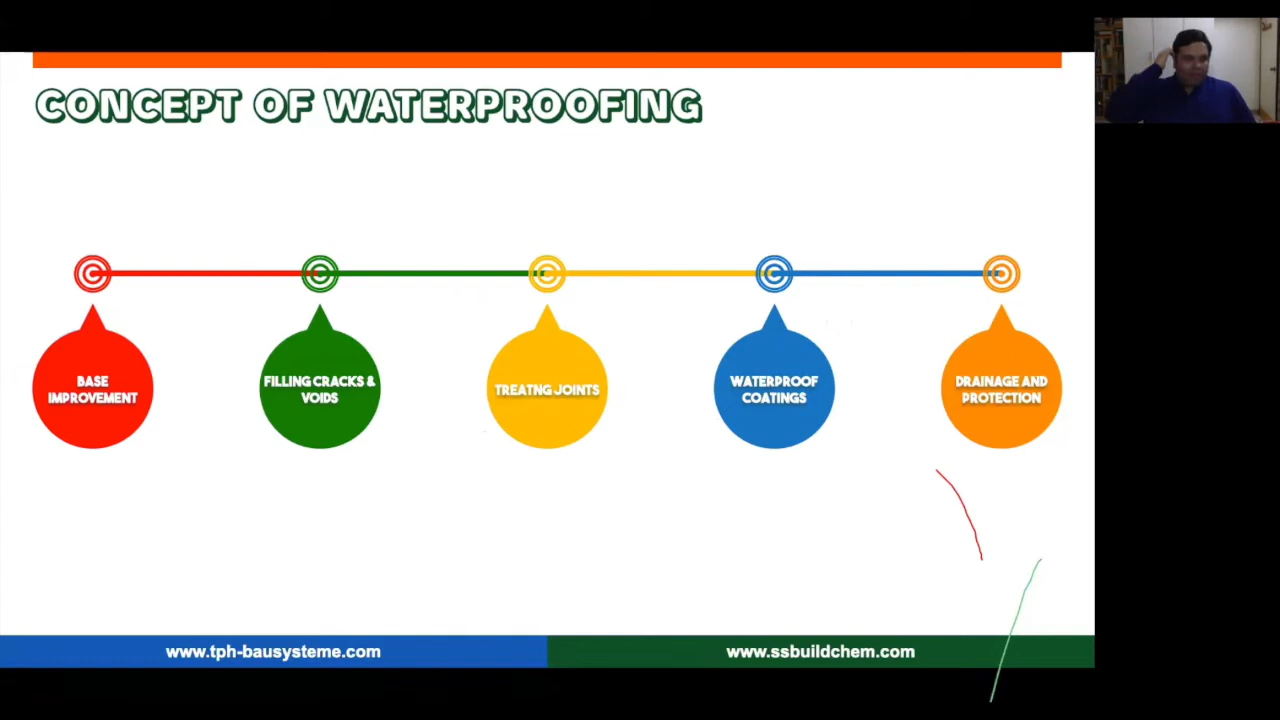 CONCEPT OF WATERPROOFING
BASE
IMPROVEMENT
FILLING CRACKS &
VOIDS
TREATNG JOINTS
WATERPROOF
COATINGS
DRAINAGE AND
PROTECTION
www.tph-bausysteme.com
www.ssbuildchem.com